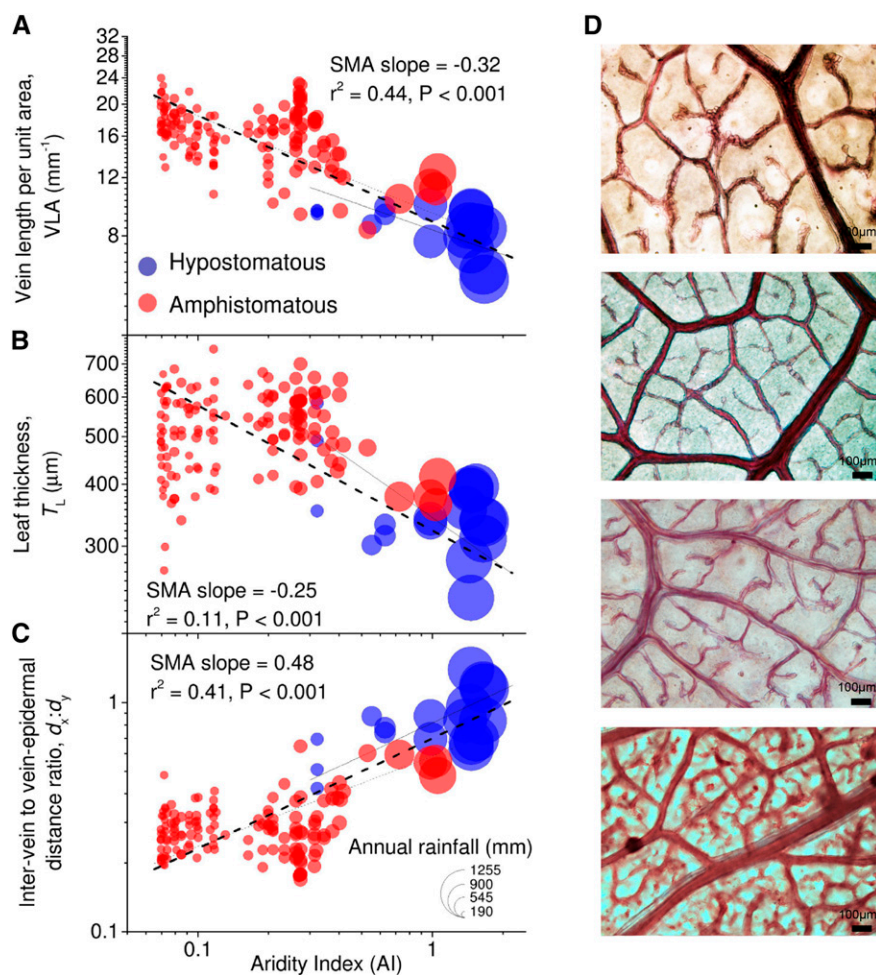 A
32
28
24
20
16
12
8
Vein length per unit area,
VLA (mm⁻¹)
SMA slope = -0.32
r² = 0.44, P < 0.001
Hypostomatous
Amphistomatous
B
700
600
500
400
300
Leaf thickness,
T_L (µm)
SMA slope = -0.25
r² = 0.11, P < 0.001
C
SMA slope = 0.48
r² = 0.41, P < 0.001
1
0.1
Inter-vein to vein-epidermal
distance ratio, d_x:d_y
Annual rainfall (mm)
1255
900
545
190
0.1 1
Aridity Index (AI)
D
100µm
100µm
100µm
100µm